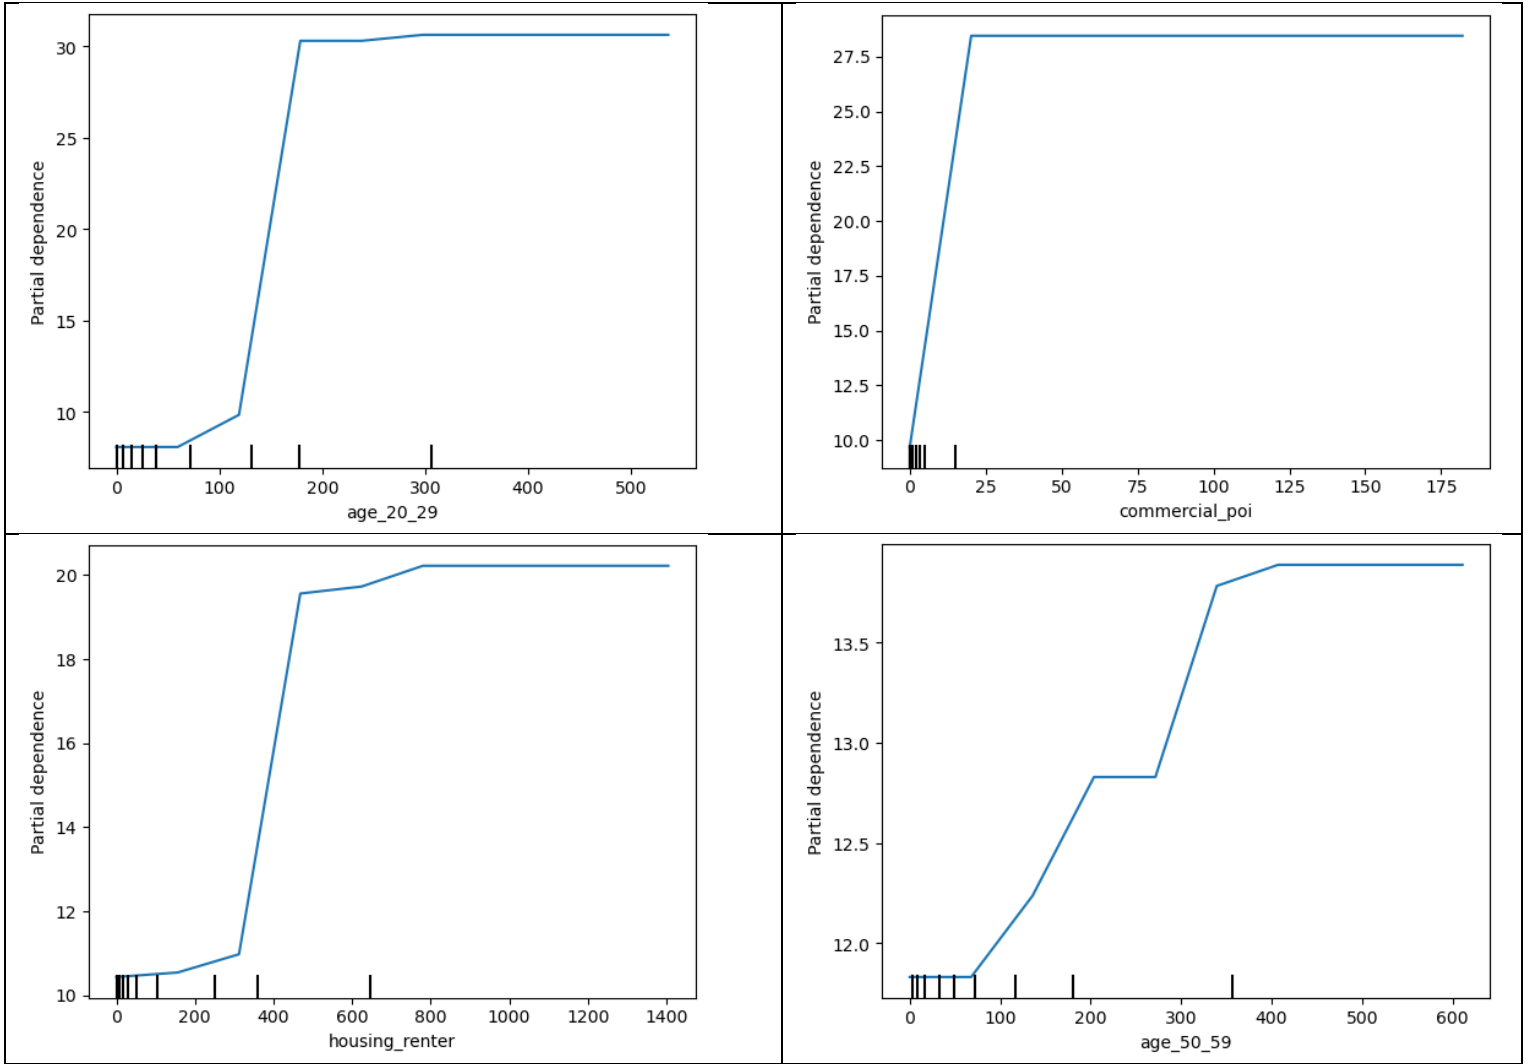 30
25
20
15
10
Partial dependence
0 100 200 300 400 500
age_20_29
27.5
25.0
22.5
20.0
17.5
15.0
12.5
10.0
Partial dependence
0 25 50 75 100 125 150 175
commercial_poi
20
18
16
14
12
10
Partial dependence
0 200 400 600 800 1000 1200 1400
housing_renter
13.5
13.0
12.5
12.0
Partial dependence
0 100 200 300 400 500 600
age_50_59